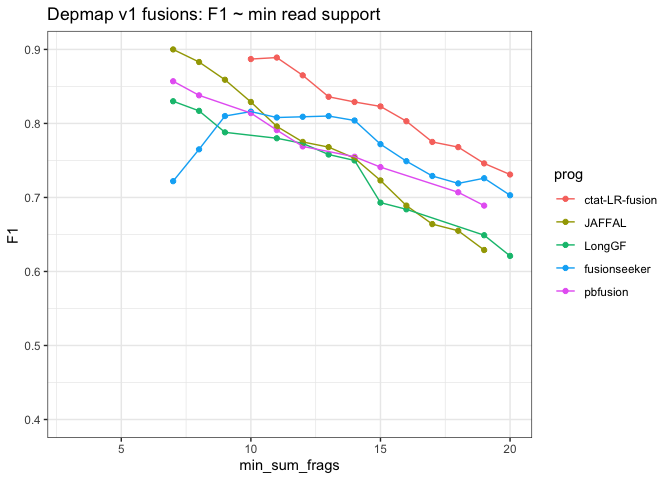 Depmap v1 fusions: F1 ~ min read support
0.9
0.8
0.7
0.6
0.5
0.4
F1
5 10 15 20
min_sum_frags
prog
ctat-LR-fusion
JAFFAL
LongGF
fusionseeker
pbfusion